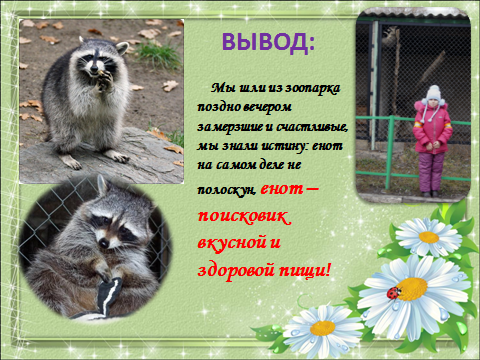 ВЫВОД:
Мы шли из зоопарка
поздно вечером
замерзшие и счастливые,
мы знали истину: енот
на самом деле не
полоскун, енот –
поисковик
вкусной и
здоровой пищи!